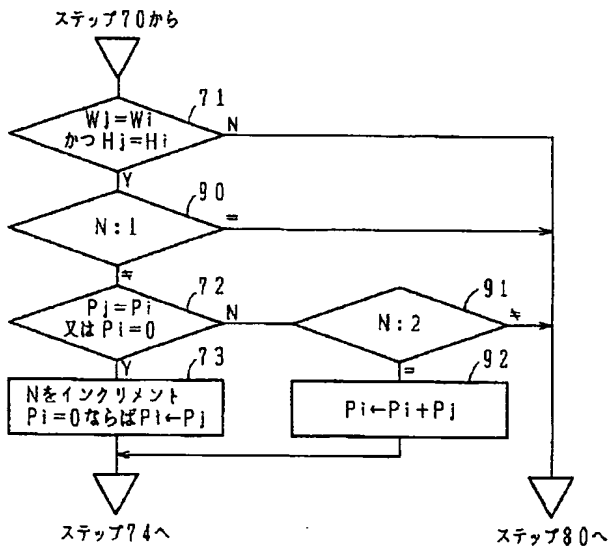 ステップ70から
71
Wj=Wi
かつHj=Hi
N
Y
90
N:1
=
≠
72
Pj=Pi
又はPi=0
N
91
N:2
≠
Y
=
73
92
Nをインクリメント
Pi=0ならばPi←Pj
Pi←Pi+Pj
ステップ74へ
ステップ80へ